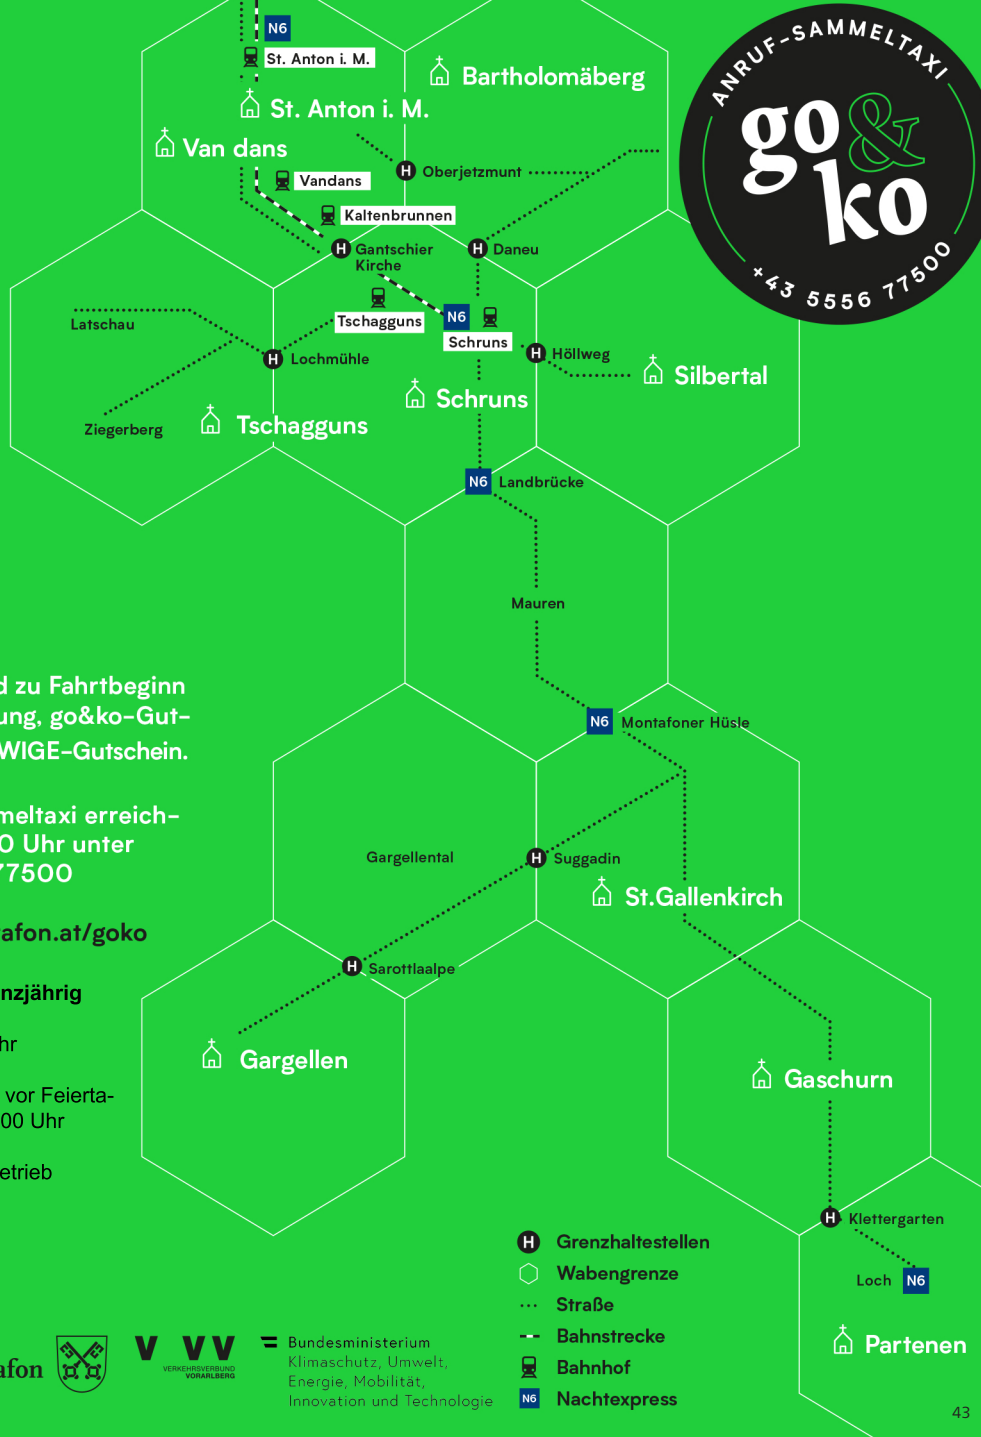 N6
St. Anton i. M.
Bartholomäberg
St. Anton i. M.
Van dans
H Oberjetzmunt
Vandans
Kaltenbrunnen
H Gantschier
Kirche
H Daneu
ANRUF-SAMMELTAXI
go&
ko
+43 5556 77500
Latschau
Tschagguns
N6
Schruns
H Lochmühle
H Höllweg
Silbertal
Schruns
Ziegerberg
Tschagguns
N6 Landbrücke
Mauren
d zu Fahrtbeginn
ung, go&ko-Gut-
WIGE-Gutschein.
N6 Montafoner Hüsle
meltaxi erreich-
0 Uhr unter
77500
Gargellental
H Suggadin
St.Gallenkirch
afon.at/goko
H Sarottlaalpe
nzjährig
hr
Gargellen
Gaschurn
vor Feierta-
00 Uhr
etrieb
H Klettergarten
Loch N6
Partenen
H Grenzhaltestellen
Wabengrenze
Straße
Bahnstrecke
Bahnhof
N6 Nachtexpress
afon
V VVV
VERKEHRSVERBUND
VORARLBERG
Bundesministerium
Klimaschutz, Umwelt,
Energie, Mobilität,
Innovation und Technologie
43